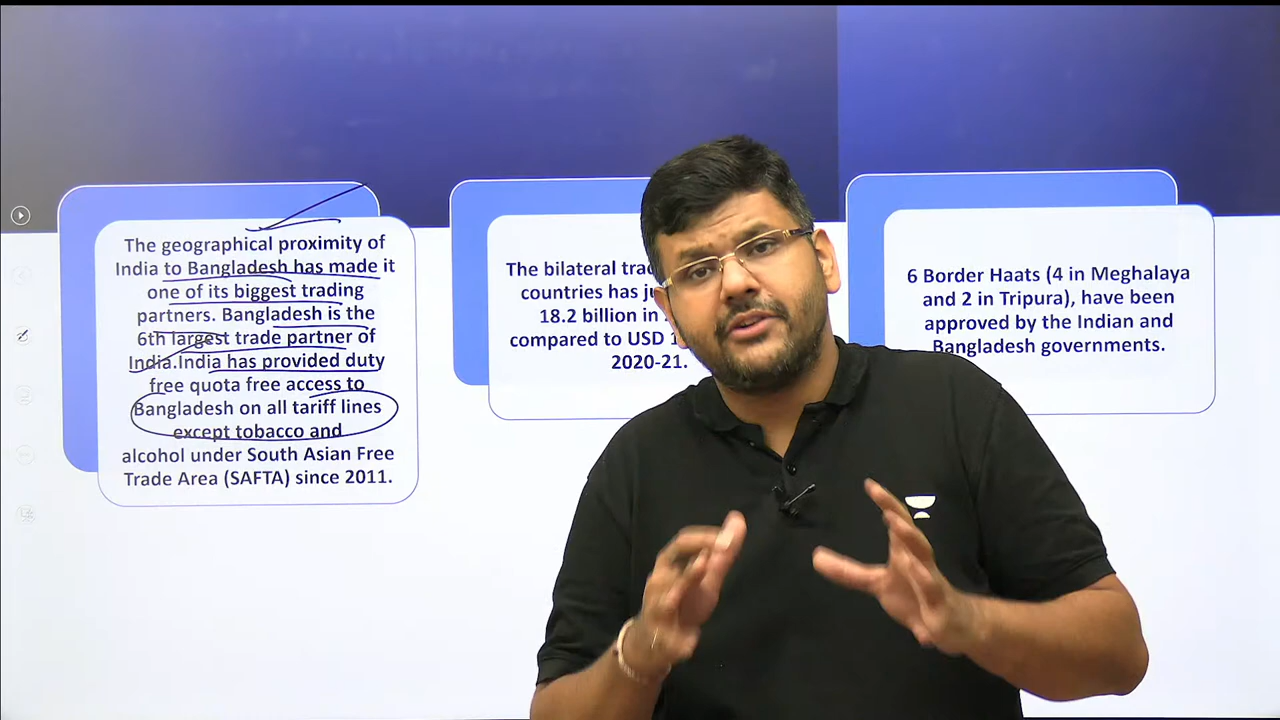 The geographical proximity of
India to Bangladesh has made it
one of its biggest trading
partners. Bangladesh is the
6th largest trade partner of
India.India has provided duty
free quota free access to
Bangladesh on all tariff lines
except tobacco and
alcohol under South Asian Free
Trade Area (SAFTA) since 2011.
The bilateral
countries has
18.2 billion in
compared to USD
2020-21.
6 Border Haats (4 in Meghalaya
and 2 in Tripura), have been
approved by the Indian and
Bangladesh governments.